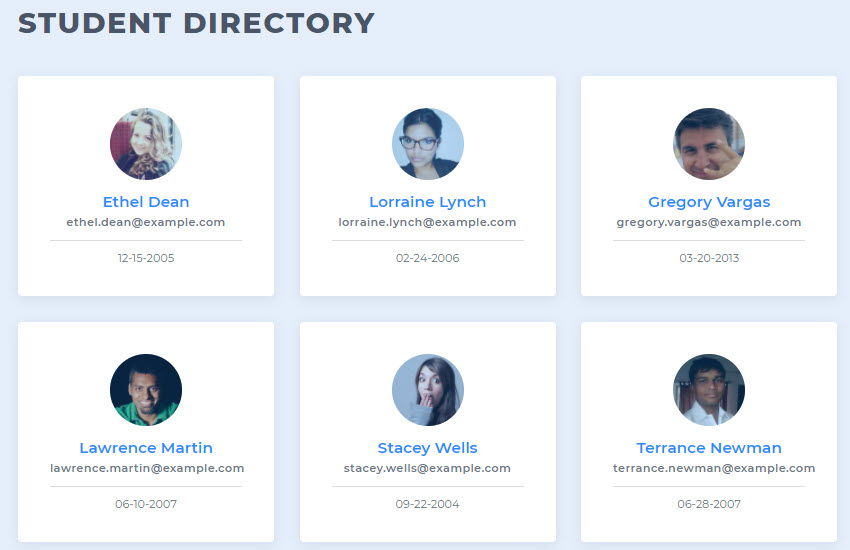 STUDENT DIRECTORY
Ethel Dean
ethel.dean@example.com
12-15-2005
Lorraine Lynch
lorraine.lynch@example.com
02-24-2006
Gregory Vargas
gregory.vargas@example.com
03-20-2013
Lawrence Martin
lawrence.martin@example.com
06-10-2007
Stacey Wells
stacey.wells@example.com
09-22-2004
Terrance Newman
terrance.newman@example.com
06-28-2007